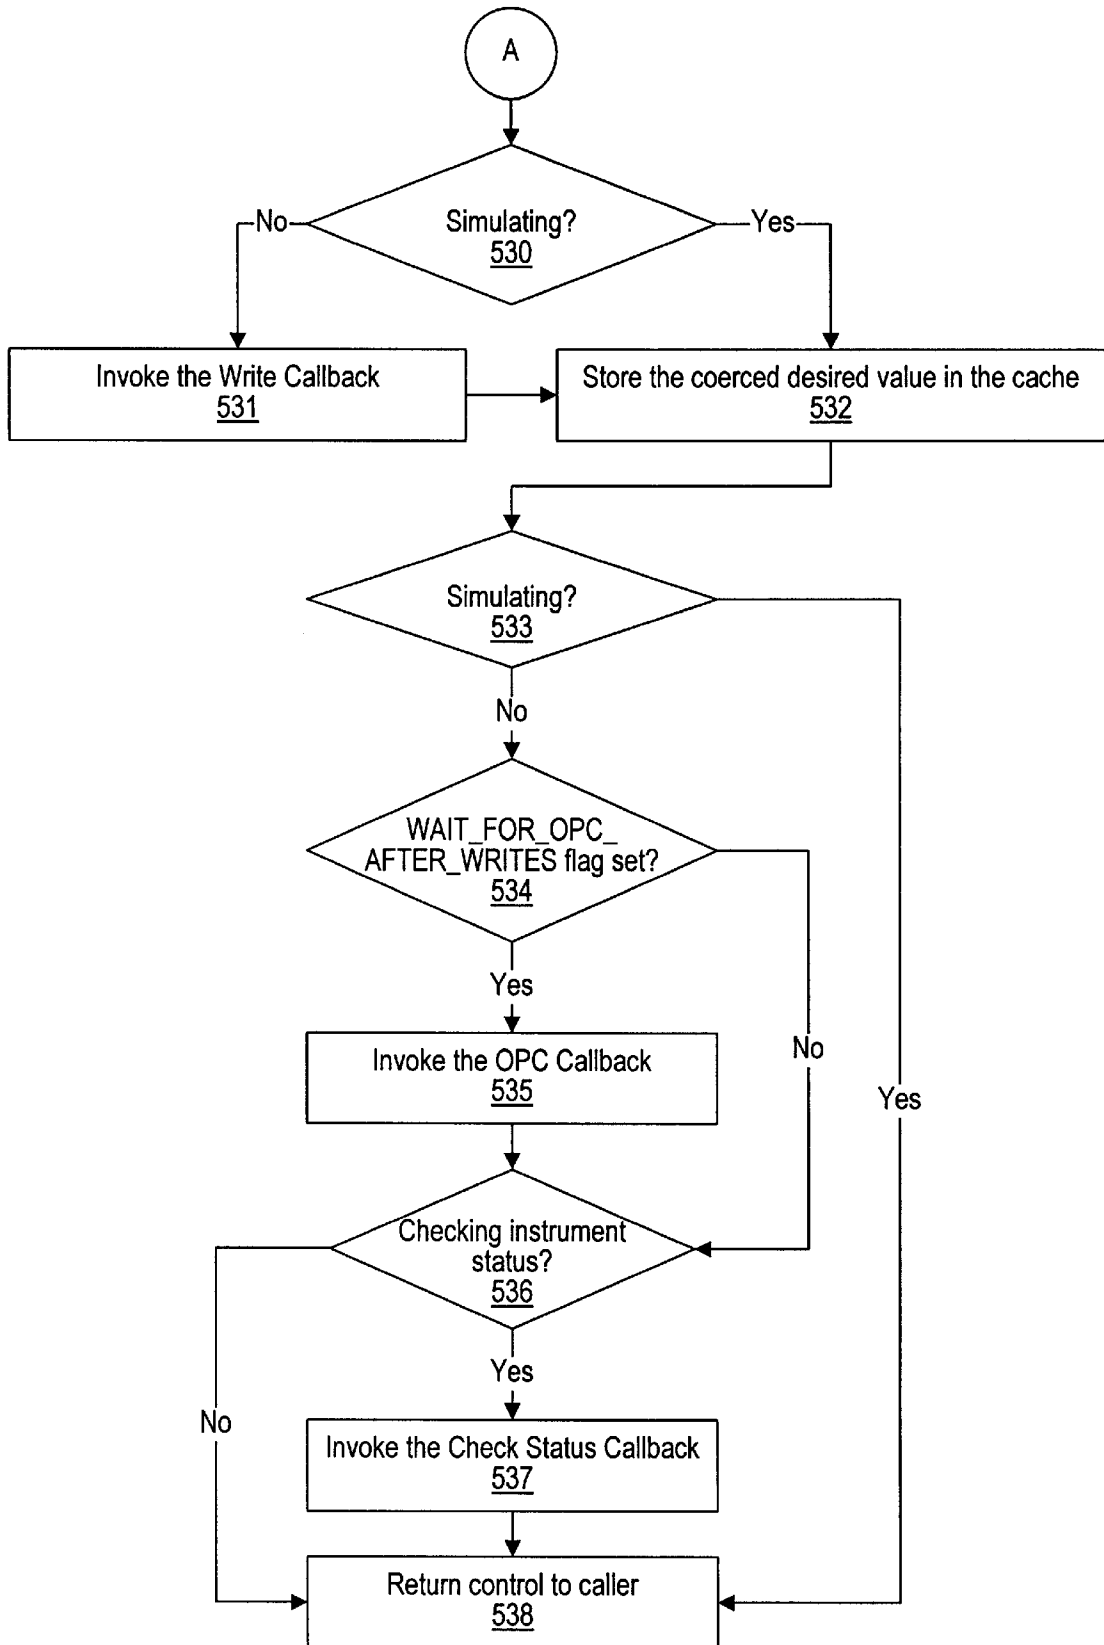 A
Simulating?
530
No
Yes
Invoke the Write Callback
531
Store the coerced desired value in the cache
532
Simulating?
533
No
WAIT_FOR_OPC_
AFTER_WRITES flag set?
534
Yes
Invoke the OPC Callback
535
No
Yes
Checking instrument
status?
536
Yes
No
Invoke the Check Status Callback
537
Return control to caller
538